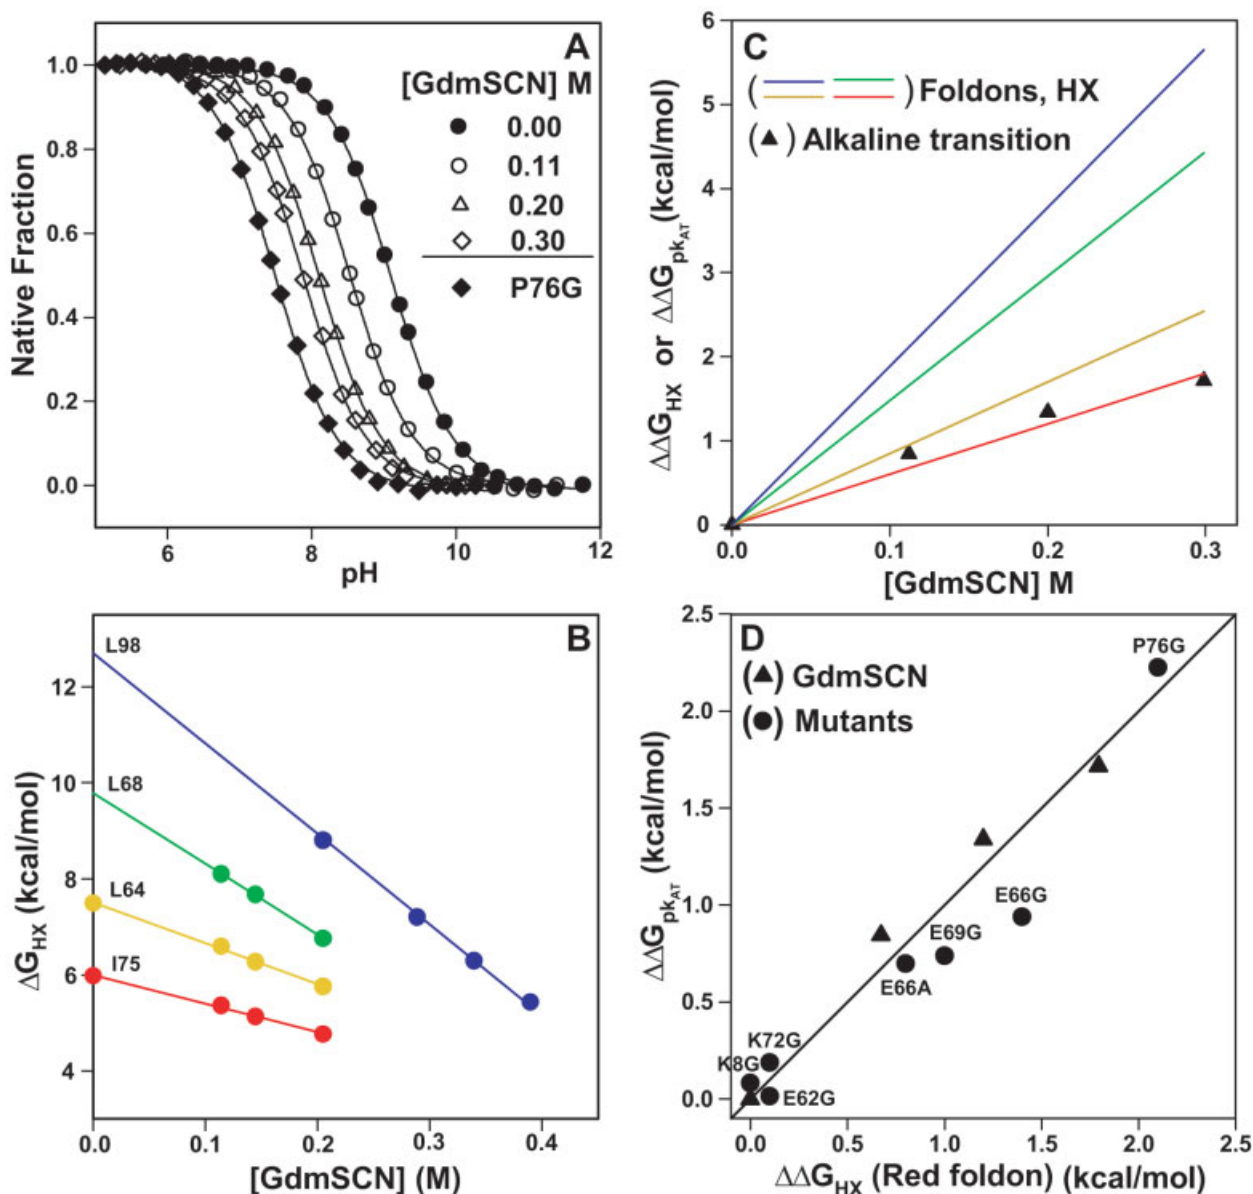 A
[GdmSCN] M
0.00
0.11
0.20
0.30
P76G
1.0
0.8
0.6
0.4
0.2
0.0
Native Fraction
6 8 10 12
pH
C
( ) Foldons, HX
(▲) Alkaline transition
6
5
4
3
2
1
0
ΔΔG_HX or ΔΔG_pk_AT (kcal/mol)
0.0 0.1 0.2 0.3
[GdmSCN] M
B
L98
L68
L64
I75
12
10
8
6
4
ΔG_HX (kcal/mol)
0.0 0.1 0.2 0.3 0.4
[GdmSCN] (M)
D
(▲) GdmSCN
(●) Mutants
P76G
E66G
E69G
E66A
K72G
K8G
E62G
2.5
2.0
1.5
1.0
0.5
0.0
ΔΔG_pk_AT (kcal/mol)
0.0 0.5 1.0 1.5 2.0 2.5
ΔΔG_HX (Red foldon) (kcal/mol)